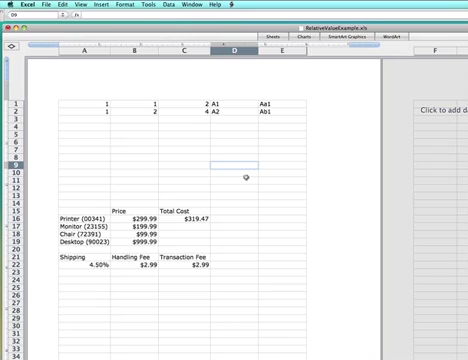 Excel File Edit View Insert Format Tools Data Window Help
D9 fx
RelativeValueExample.xls
Sheets Charts SmartArt Graphics WordArt
A B C D E F G
1 1 1 2 A1 Aa1
2 1 2 4 A2 Ab1
Click to add da
3
4
5
6
7
8
9
10
11
12
13
14
15 Price Total Cost
16 Printer (00341) $299.99 $319.47
17 Monitor (23155) $199.99
18 Chair (72391) $99.99
19 Desktop (90023) $999.99
20
21 Shipping Handling Fee Transaction Fee
22 4.50% $2.99 $2.99
23
24
25
26
27
28
29
30
31
32
33
34